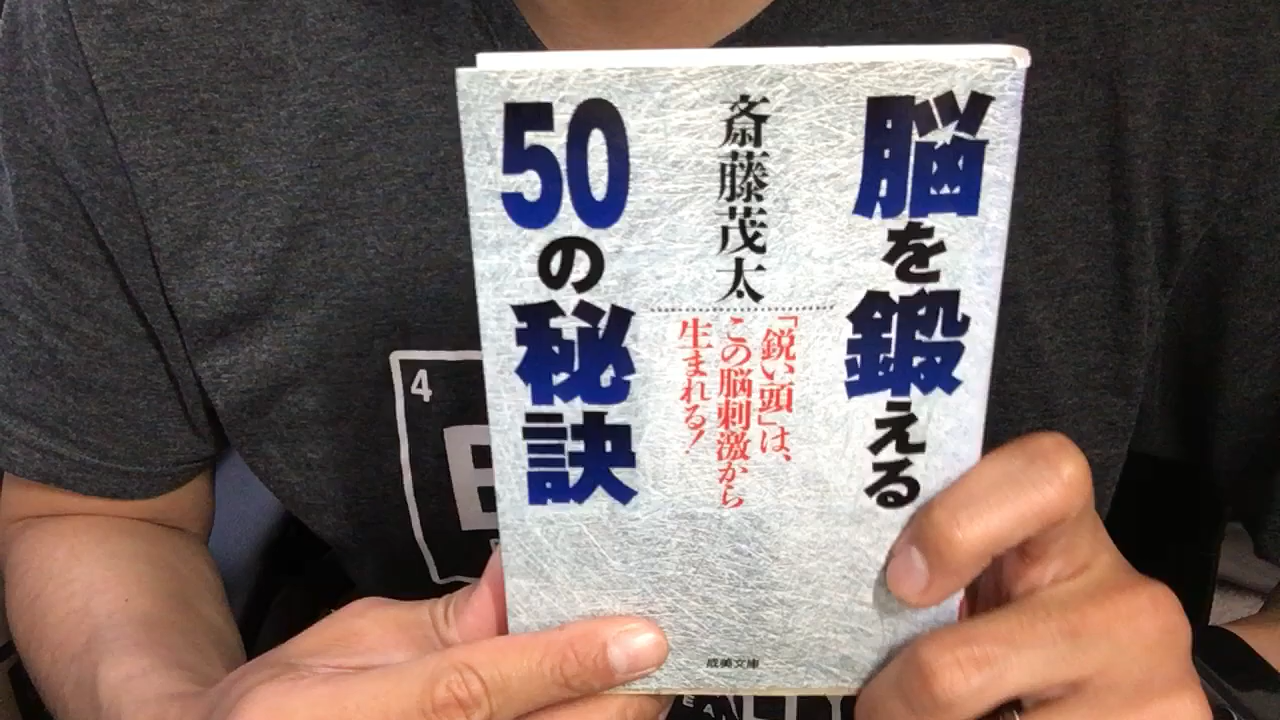 脳を鍛える
斎藤茂太
「鋭い頭」は、
この脳刺激から
生まれる!
50の秘訣
成美文庫
4